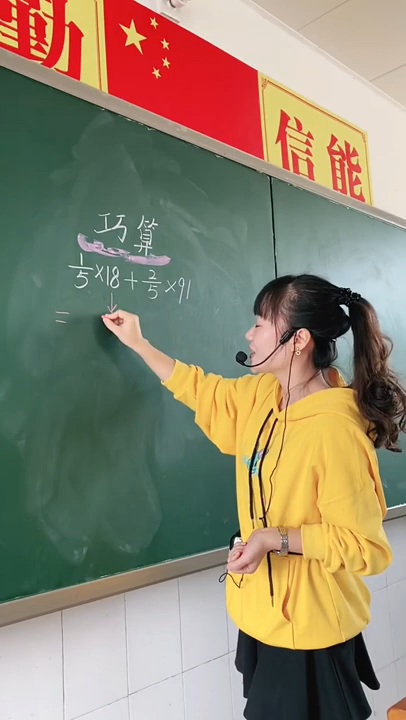 勤
信 能
巧算
1/5×18+2/5×91
=